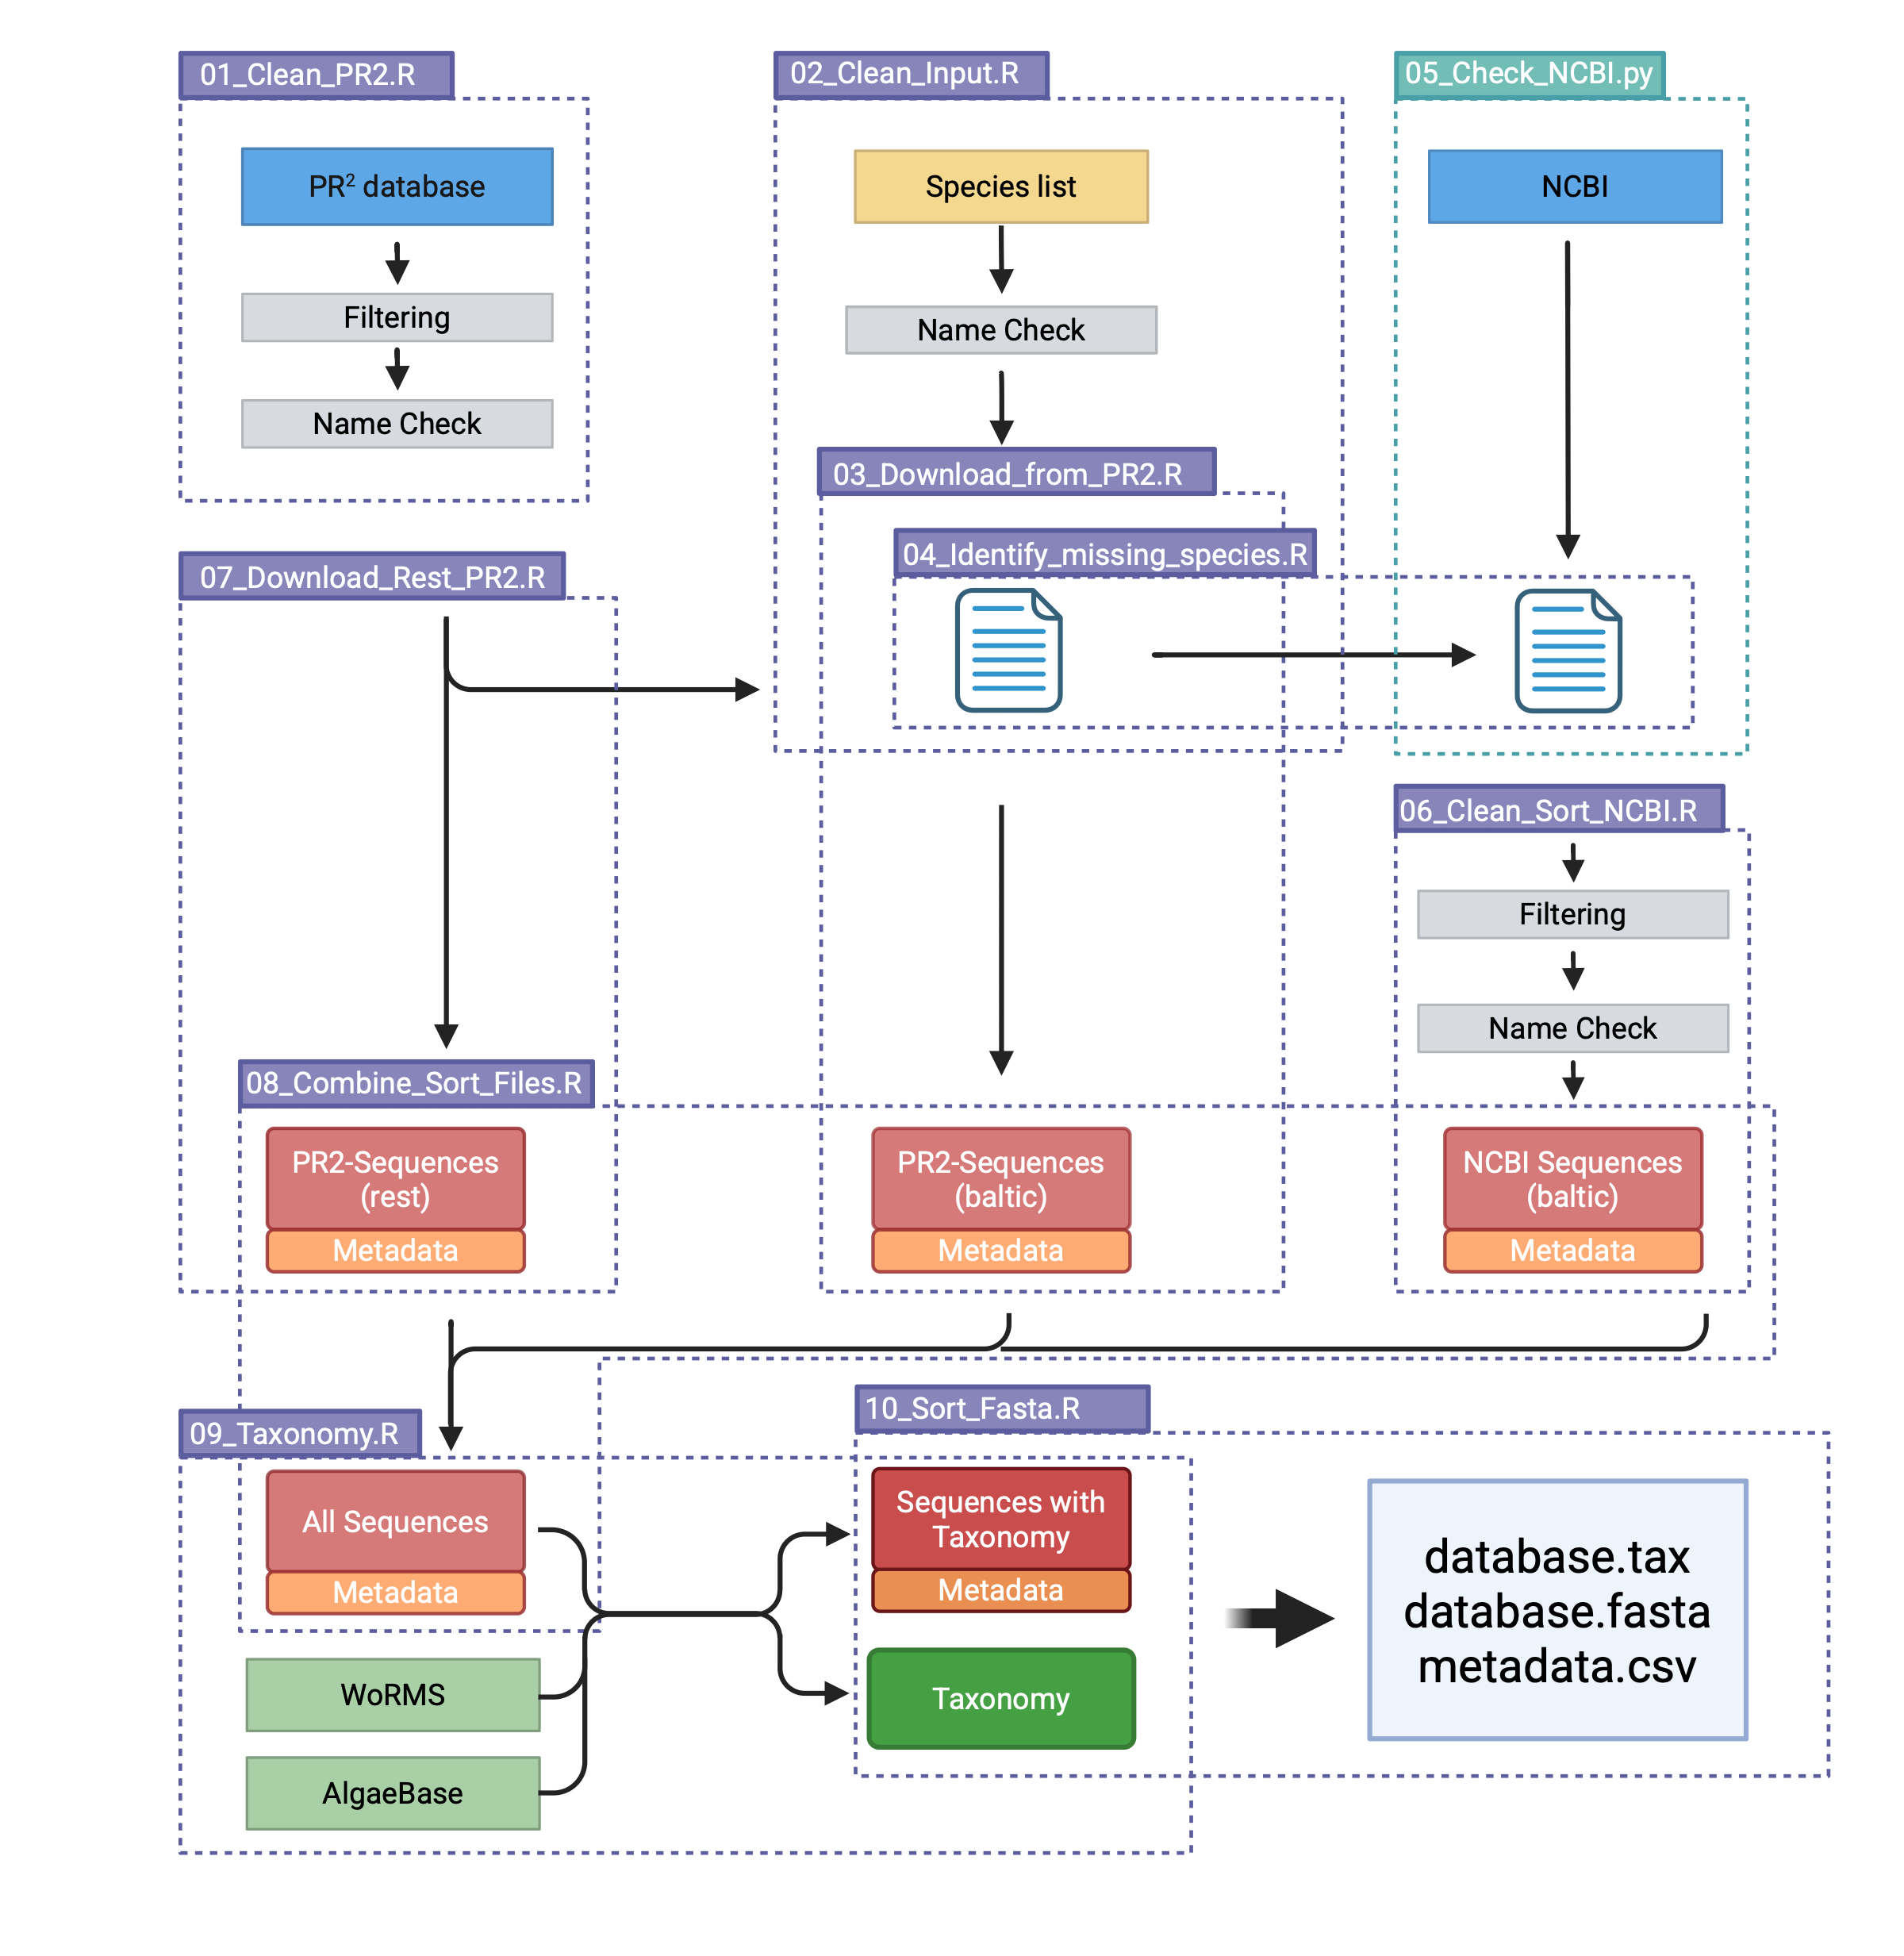 01_Clean_PR2.R
PR² database
Filtering
Name Check
02_Clean_Input.R
Species list
Name Check
05_Check_NCBI.py
NCBI
03_Download_from_PR2.R
04_Identify_missing_species.R
07_Download_Rest_PR2.R
06_Clean_Sort_NCBI.R
Filtering
Name Check
08_Combine_Sort_Files.R
PR2-Sequences
(rest)
Metadata
PR2-Sequences
(baltic)
Metadata
NCBI Sequences
(baltic)
Metadata
09_Taxonomy.R
All Sequences
Metadata
WoRMS
AlgaeBase
10_Sort_Fasta.R
Sequences with
Taxonomy
Metadata
Taxonomy
database.tax
database.fasta
metadata.csv